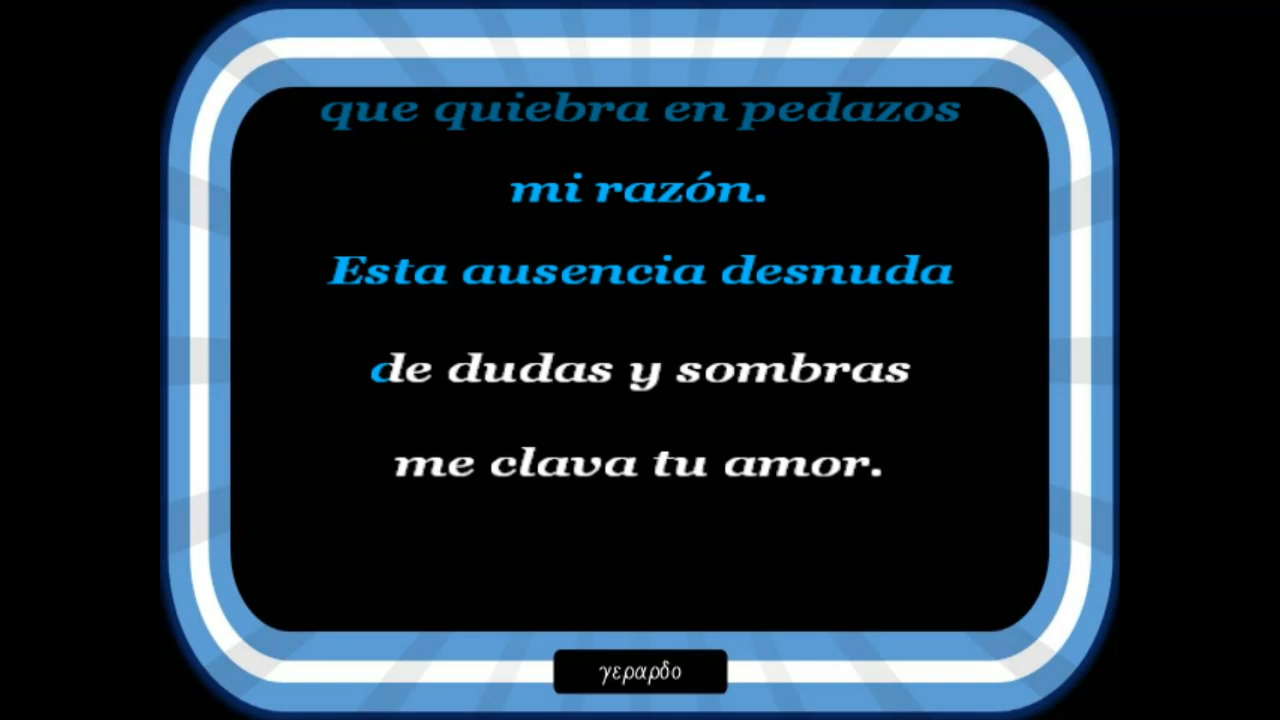 que quiebra en pedazos
mi razón.
Esta ausencia desnuda
de dudas y sombras
me clava tu amor.
γεραρδο